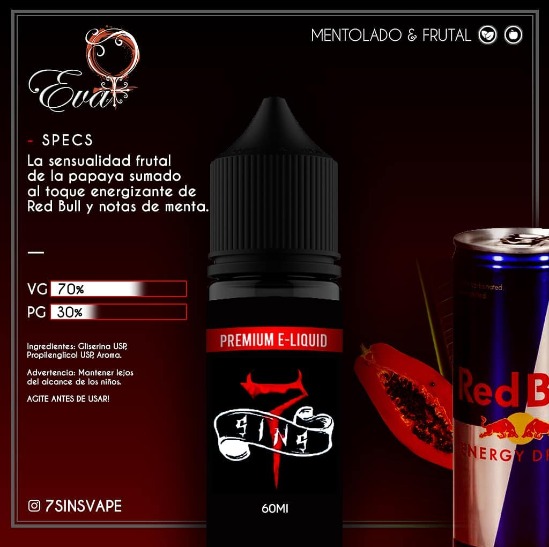 MENTOLADO & FRUTAL
Eva
- SPECS
La sensualidad frutal
de la papaya sumado
al toque energizante de
Red Bull y notas de menta.
VG 70%
PG 30%
Ingredientes: Gliserina USP,
Propilenglicol USP, Aroma.
Advertencia: Mantener lejos
del alcance de los niños.
AGITE ANTES DE USAR!
7SINSVAPE
PREMIUM E-LIQUID
7
SINS
60Ml
Red B
ENERGY DR